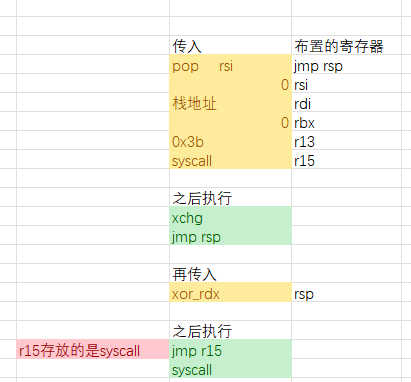 传入 布置的寄存器
pop rsi jmp rsp
0 rsi
栈地址 rdi
0 rbx
0x3b r13
syscall r15
之后执行
xchg
jmp rsp
再传入
xor_rdx rsp
之后执行
r15存放的是syscall jmp r15
syscall